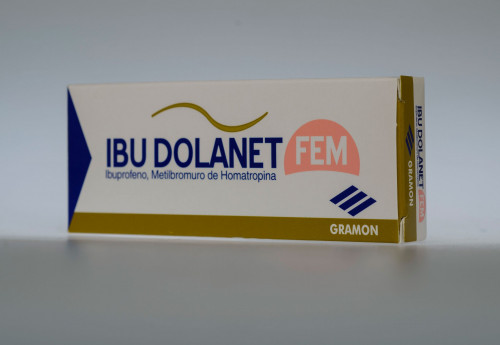 IBU DOLANET FEM
Ibuprofeno, Metilbromuro de Homatropina
GRAMON
IBU DOLANET FEM
GRAMON